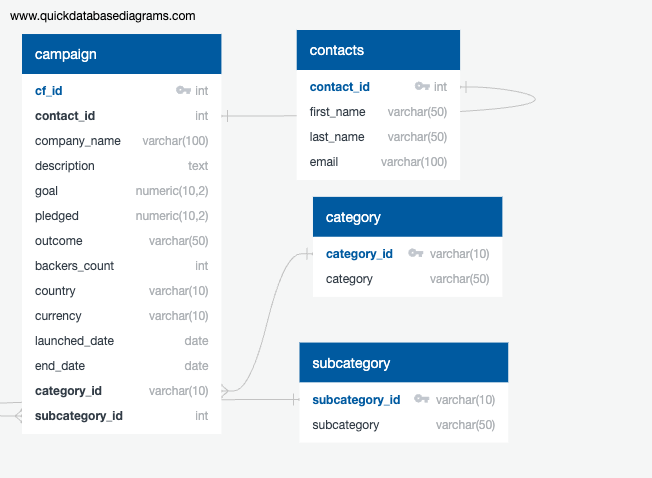 www.quickdatabasediagrams.com
campaign
cf_id int
contact_id int
company_name varchar(100)
description text
goal numeric(10,2)
pledged numeric(10,2)
outcome varchar(50)
backers_count int
country varchar(10)
currency varchar(10)
launched_date date
end_date date
category_id varchar(10)
subcategory_id int
contacts
contact_id int
first_name varchar(50)
last_name varchar(50)
email varchar(100)
category
category_id varchar(10)
category varchar(50)
subcategory
subcategory_id varchar(10)
subcategory varchar(50)